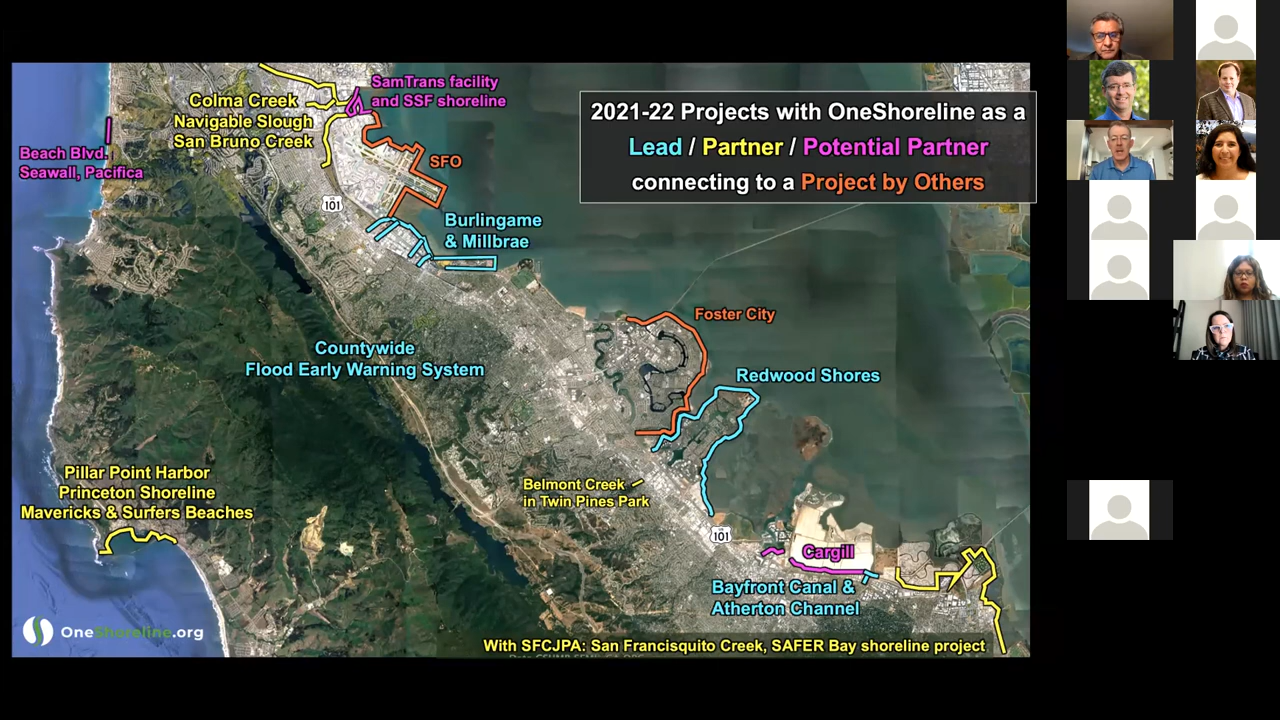 2021-22 Projects with OneShoreline as a
Lead / Partner / Potential Partner
connecting to a Project by Others
SamTrans facility
and SSF shoreline
Colma Creek
Navigable Slough
San Bruno Creek
Beach Blvd.
Seawall, Pacifica
SFO
101
Burlingame
& Millbrae
Foster City
Countywide
Flood Early Warning System
Redwood Shores
Pillar Point Harbor
Princeton Shoreline
Mavericks & Surfers Beaches
Belmont Creek
in Twin Pines Park
101
Cargill
Bayfront Canal &
Atherton Channel
OneShoreline.org
With SFCJPA: San Francisquito Creek, SAFER Bay shoreline project